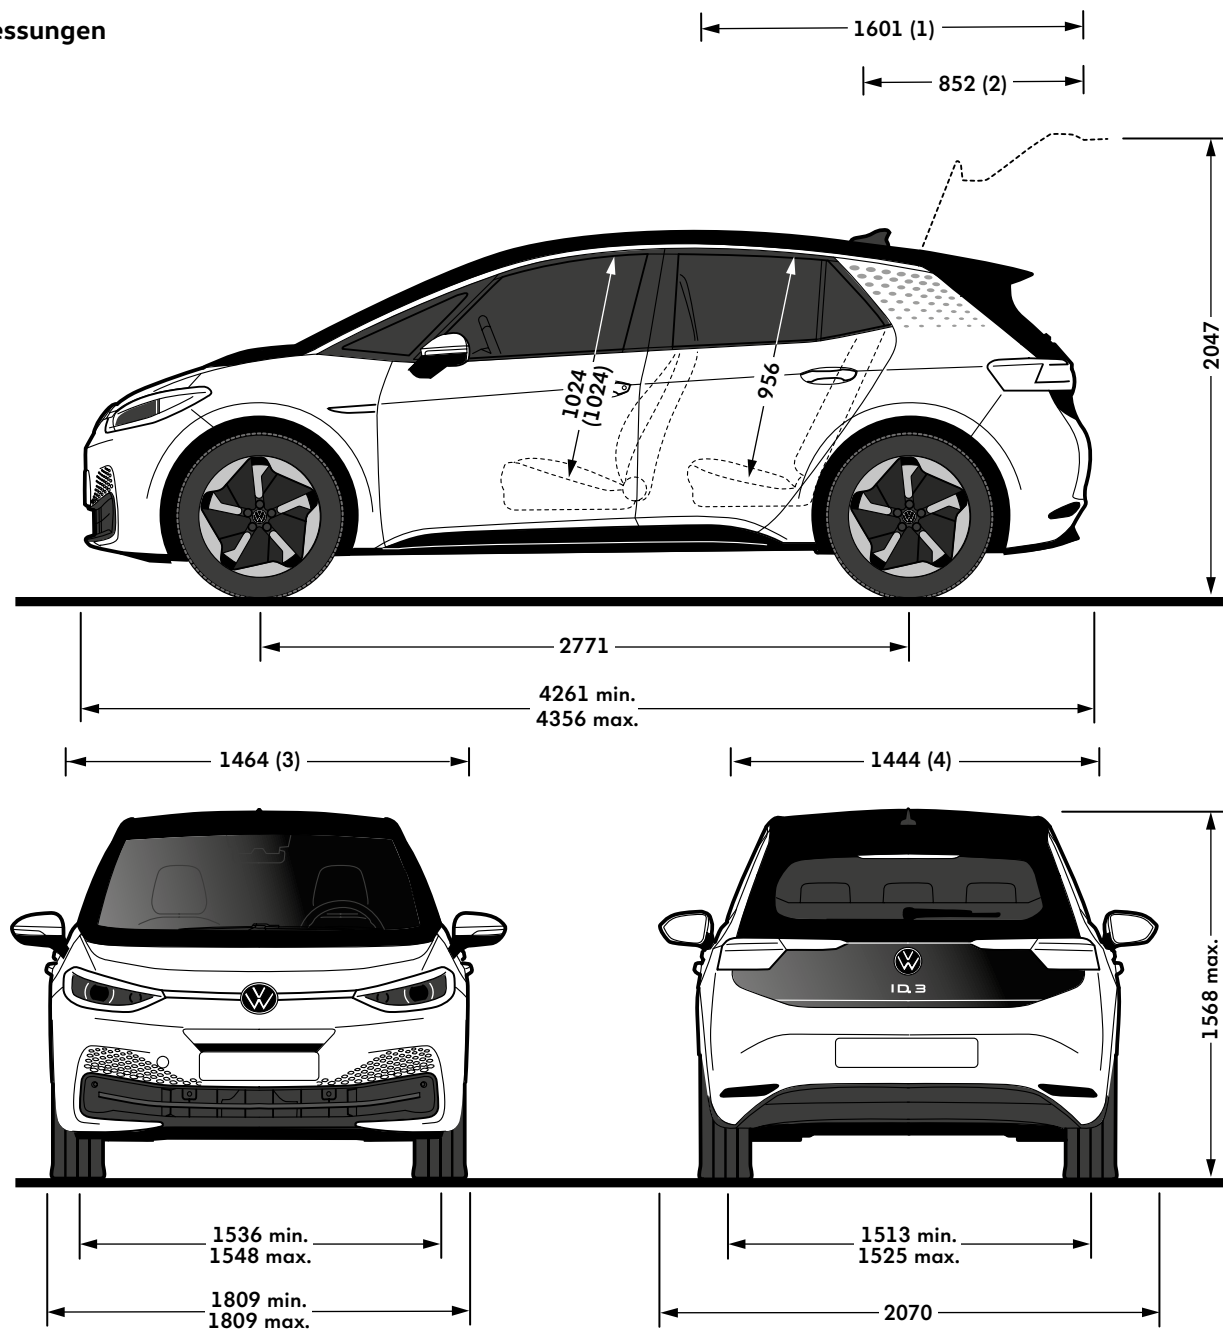 essungen
1601 (1)
852 (2)
2047
1024
(1024)
956
2771
4261 min.
4356 max.
1464 (3)
1444 (4)
ID.3
1568 max.
1536 min.
1548 max.
1513 min.
1525 max.
1809 min.
1809 max.
2070